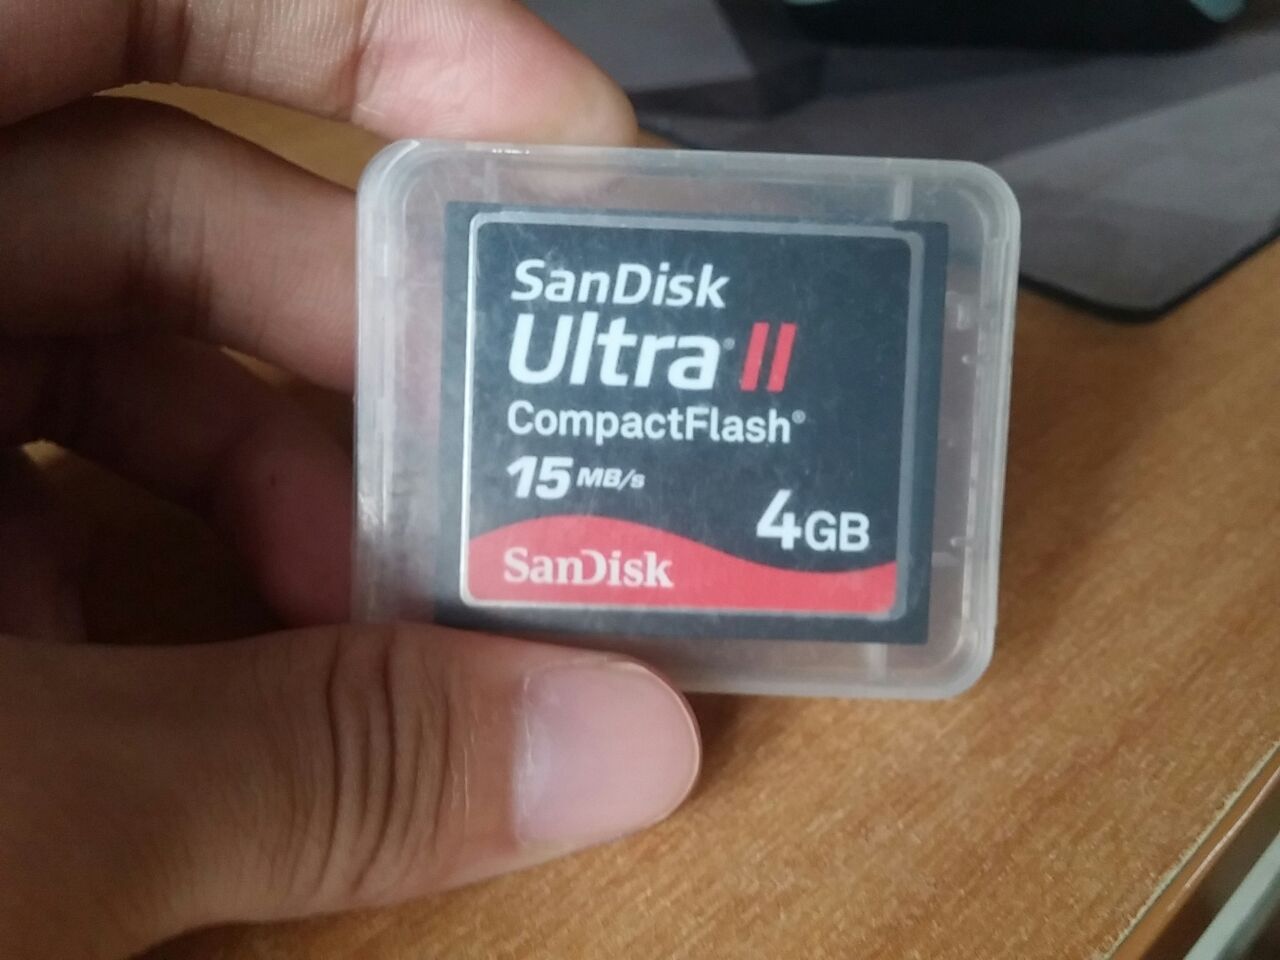 SanDisk
Ultra® II
CompactFlash®
15 MB/s
4GB
SanDisk